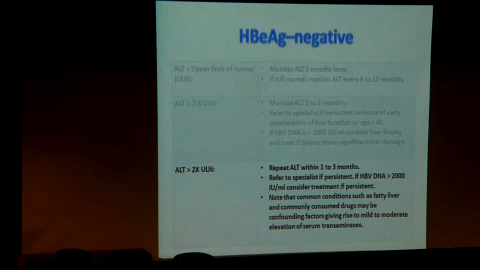 HBeAg–negative
ALT < Upper limit of normal
(ULN):
• Monitor ALT 3 months later.
• If still normal monitor ALT every 6 to 12 monthly.
ALT 1-2 X ULN:
• Monitor ALT 3 to 6 monthly.
• Refer to specialist if persistent evidence of early
deterioration of liver function or age > 40.
• If HBV DNA is > 2000 IU/ml consider liver biopsy
and treat if biopsy shows significant liver damage.
ALT > 2X ULN:
• Repeat ALT within 1 to 3 months.
• Refer to specialist if persistent. If HBV DNA > 2000
IU/ml consider treatment if persistent.
• Note that common conditions such as fatty liver
and commonly consumed drugs may be
confounding factors giving rise to mild to moderate
elevation of serum transaminases.